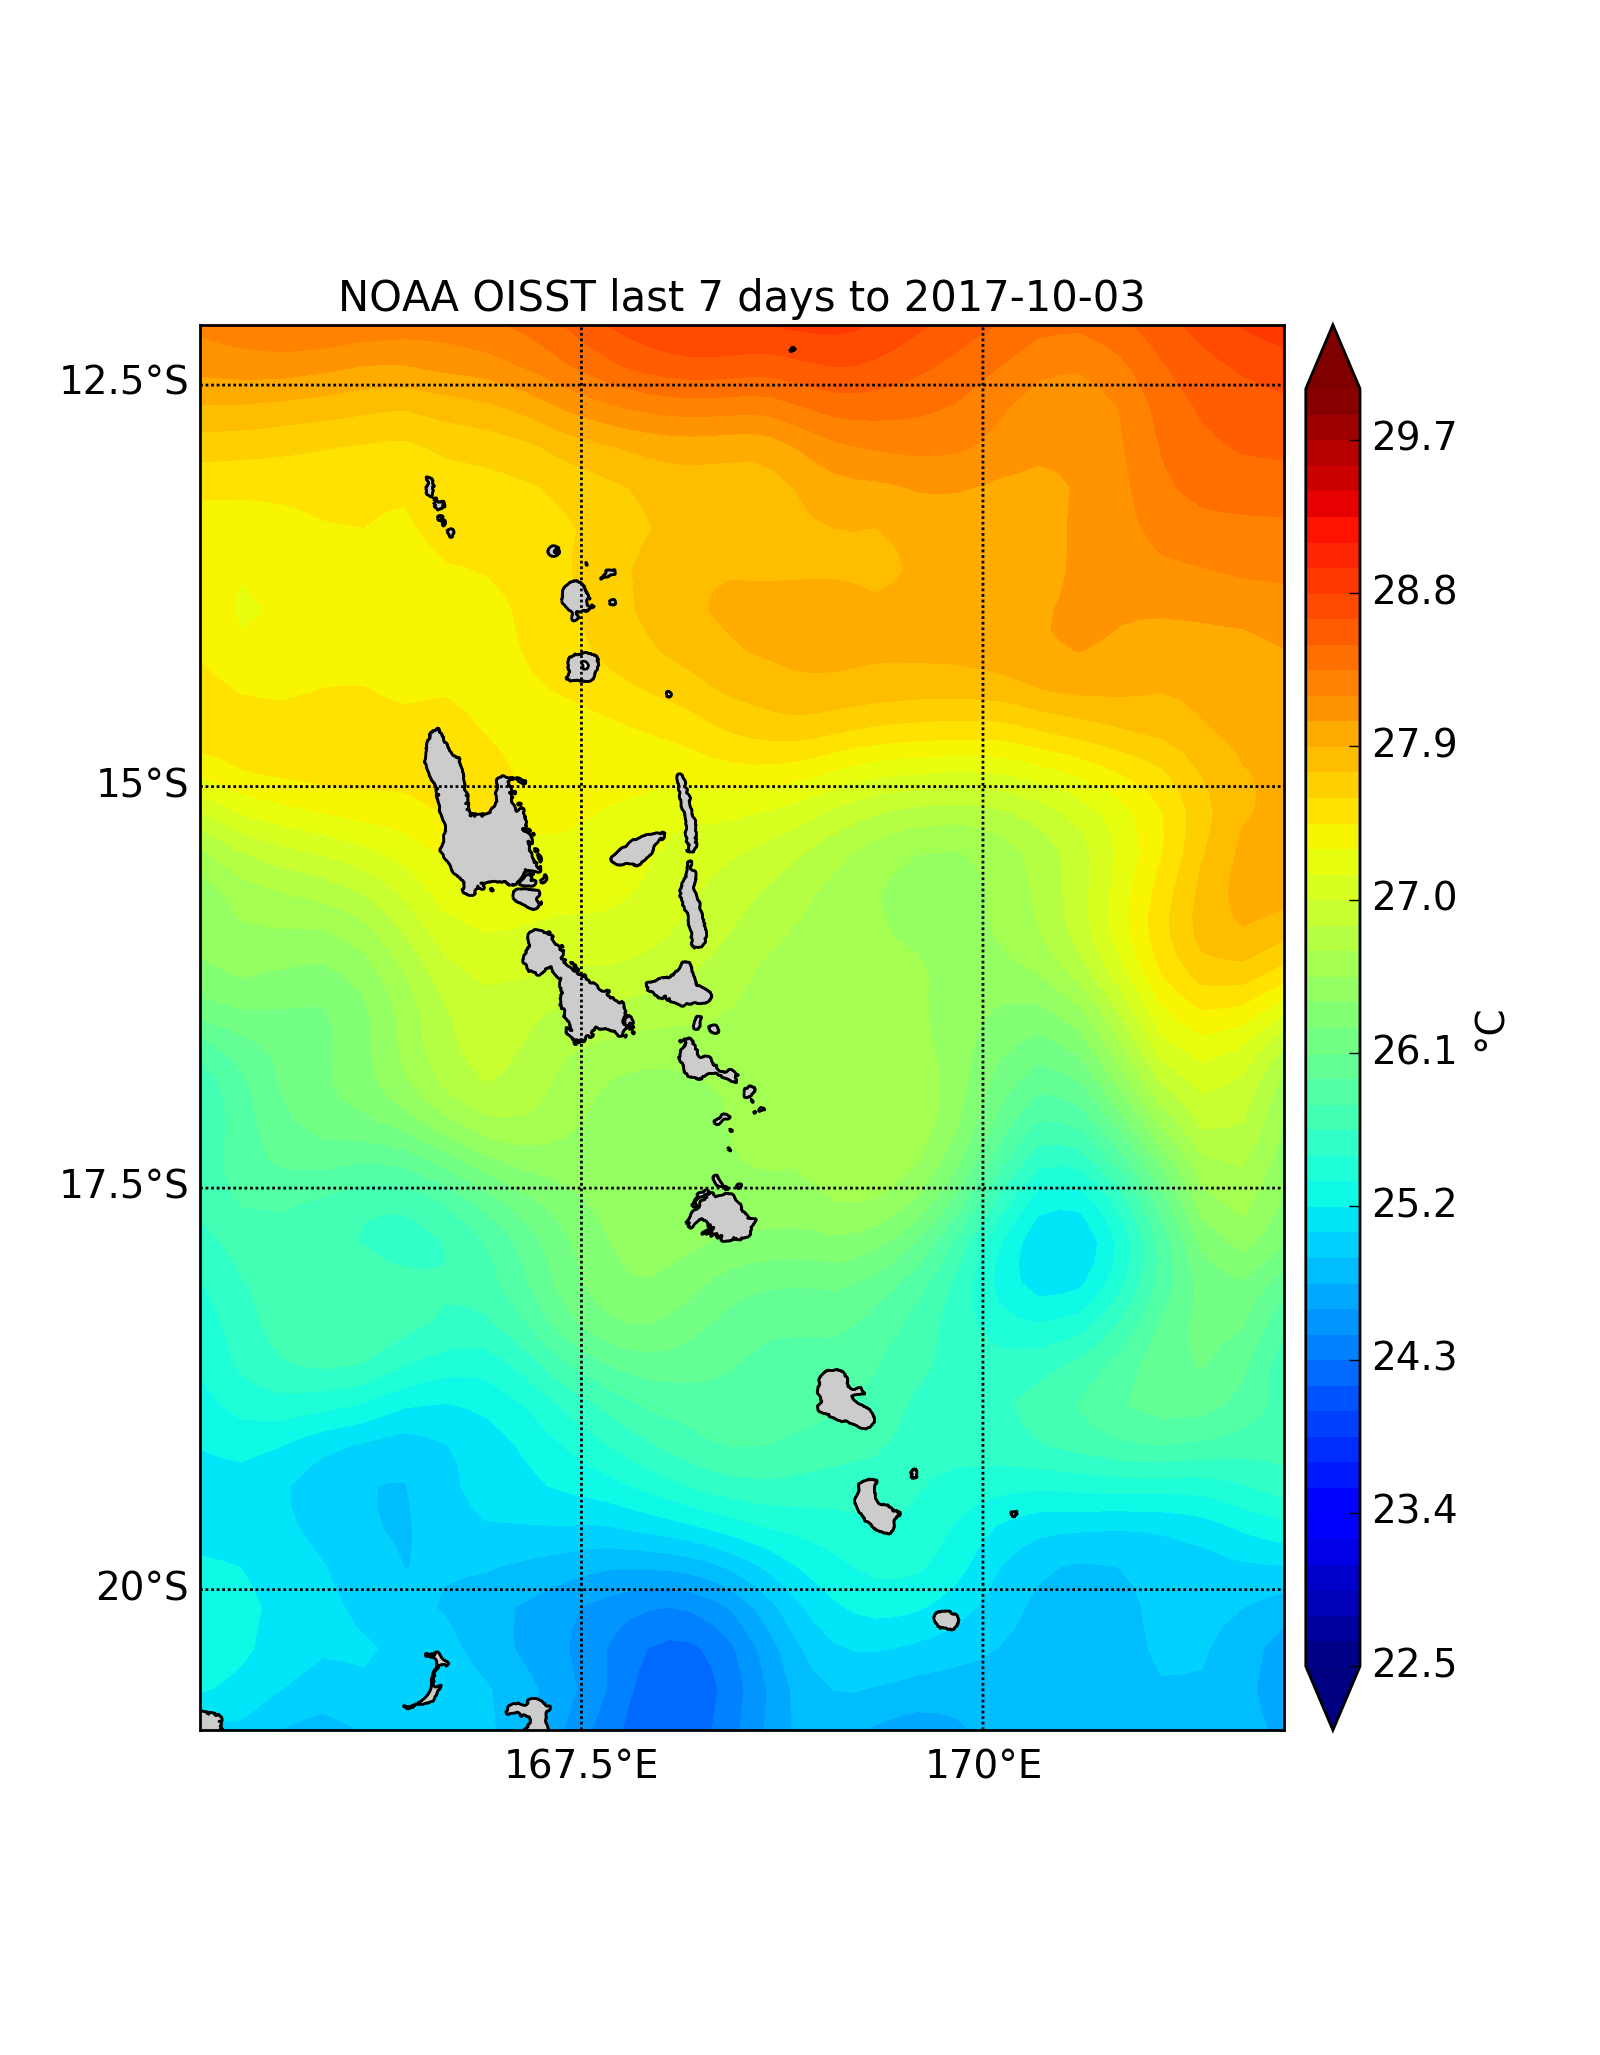 NOAA OISST last 7 days to 2017-10-03
12.5°S
15°S
17.5°S
20°S
167.5°E
170°E
29.7
28.8
27.9
27.0
26.1
25.2
24.3
23.4
22.5
°C